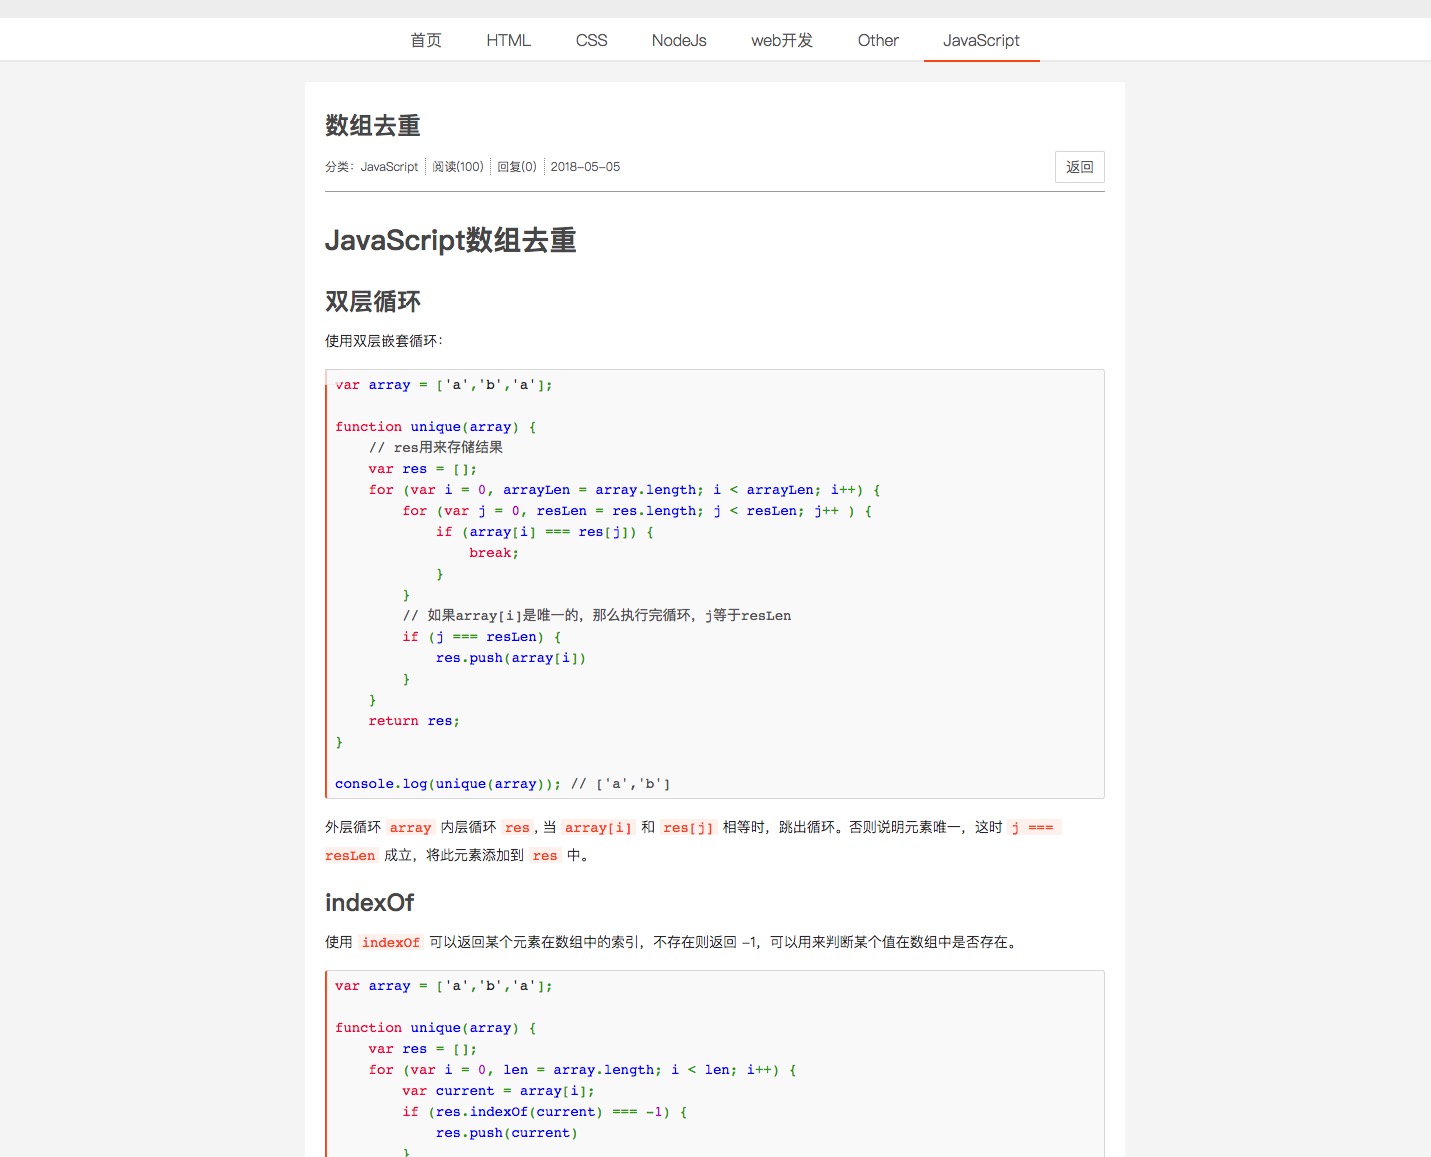 首页 HTML CSS NodeJs web开发 Other JavaScript
数组去重
分类：JavaScript 阅读(100) 回复(0) 2018-05-05 返回
JavaScript数组去重
双层循环
使用双层嵌套循环：
var array = ['a','b','a'];
function unique(array) {
    // res用来存储结果
    var res = [];
    for (var i = 0, arrayLen = array.length; i < arrayLen; i++) {
        for (var j = 0, resLen = res.length; j < resLen; j++ ) {
            if (array[i] === res[j]) {
                break;
            }
        }
        // 如果array[i]是唯一的，那么执行完循环，j等于resLen
        if (j === resLen) {
            res.push(array[i])
        }
    }
    return res;
}
console.log(unique(array)); // ['a','b']
外层循环 array 内层循环 res , 当 array[i] 和 res[j] 相等时，跳出循环。否则说明元素唯一，这时 j ===
resLen 成立，将此元素添加到 res 中。
indexOf
使用 indexOf 可以返回某个元素在数组中的索引，不存在则返回 -1，可以用来判断某个值在数组中是否存在。
var array = ['a','b','a'];
function unique(array) {
    var res = [];
    for (var i = 0, len = array.length; i < len; i++) {
        var current = array[i];
        if (res.indexOf(current) === -1) {
            res.push(current)
        }